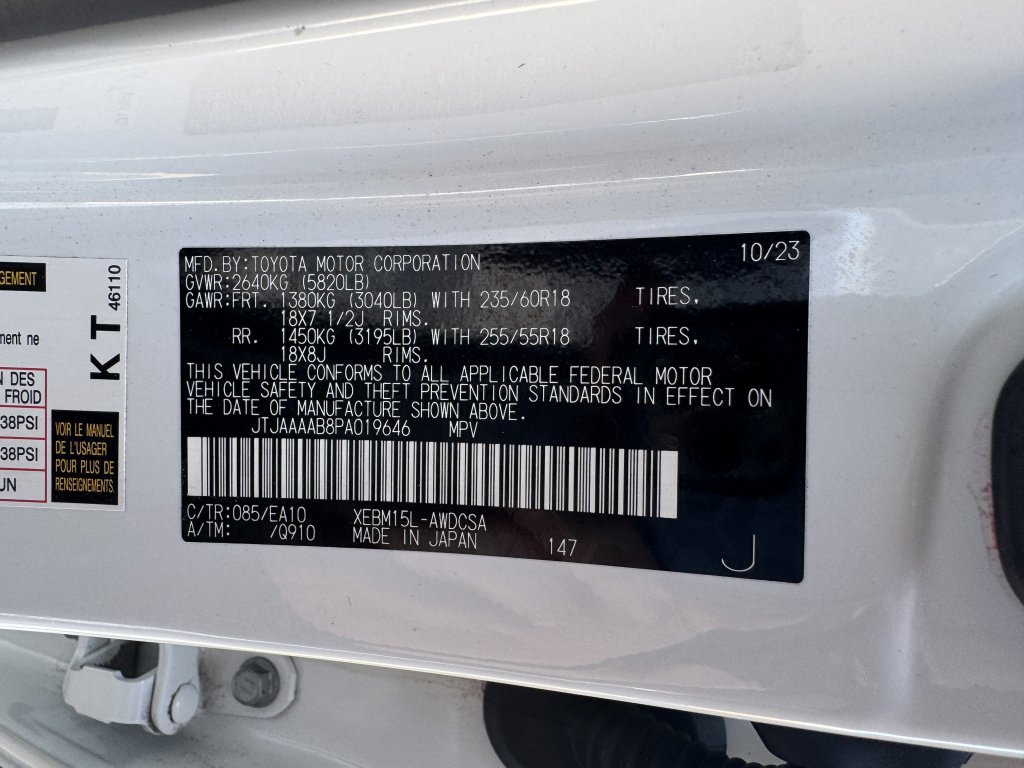 GEMENT
ment ne
N DES
FROID
38PSI
38PSI
UN
KT
46110
VOIR LE MANUEL
DE L'USAGER
POUR PLUS DE
RENSEIGNEMENTS.
MFD.BY:TOYOTA MOTOR CORPORATION 10/23
GVWR:2640KG (5820LB)
GAWR:FRT. 1380KG (3040LB) WITH 235/60R18 TIRES,
18X7 1/2J RIMS.
RR. 1450KG (3195LB) WITH 255/55R18 TIRES,
18X8J RIMS.
THIS VEHICLE CONFORMS TO ALL APPLICABLE FEDERAL MOTOR
VEHICLE SAFETY AND THEFT PREVENTION STANDARDS IN EFFECT ON
THE DATE OF MANUFACTURE SHOWN ABOVE.
JTJAAAAB8PA019646 MPV
C/TR:085/EA10 XEBM15L-AWDCSA
A/TM: /Q910 MADE IN JAPAN 147
J